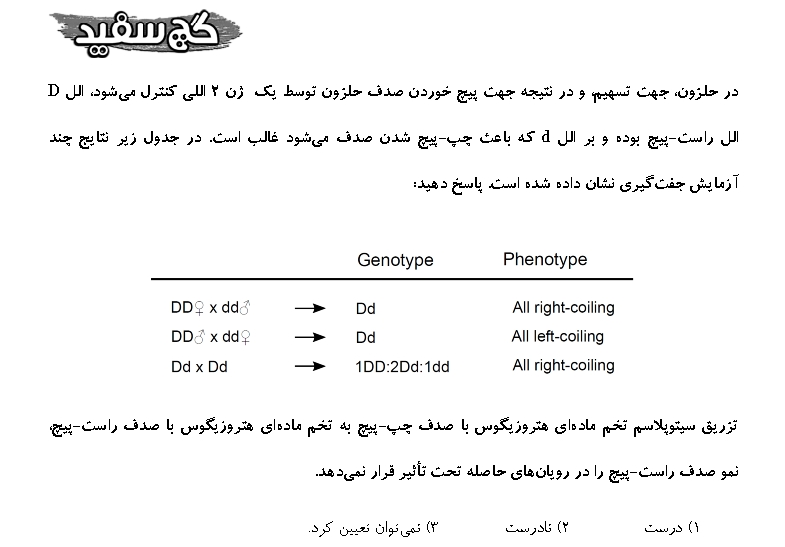 گچ سفید
در حلزون، جهت تسهیم و در نتیجه جهت پیچ خوردن صدف حلزون توسط یک ژن ۲ اللی کنترل می‌شود، الل D
الل راست-پیچ بوده و بر الل d که باعث چپ-پیچ شدن صدف می‌شود غالب است. در جدول زیر نتایج چند
آزمایش جفت‌گیری نشان داده شده است. پاسخ دهید:
Genotype Phenotype
DD♀ x dd♂ → Dd All right-coiling
DD♂ x dd♀ → Dd All left-coiling
Dd x Dd → 1DD:2Dd:1dd All right-coiling
تزریق سیتوپلاسم تخم ماده‌ای هتروزیگوس با صدف چپ-پیچ به تخم ماده‌ای هتروزیگوس با صدف راست-پیچ،
نمو صدف راست-پیچ را در رویان‌های حاصله تحت تأثیر قرار نمی‌دهد.
۱) درست ۲) نادرست ۳) نمی‌توان تعیین کرد.